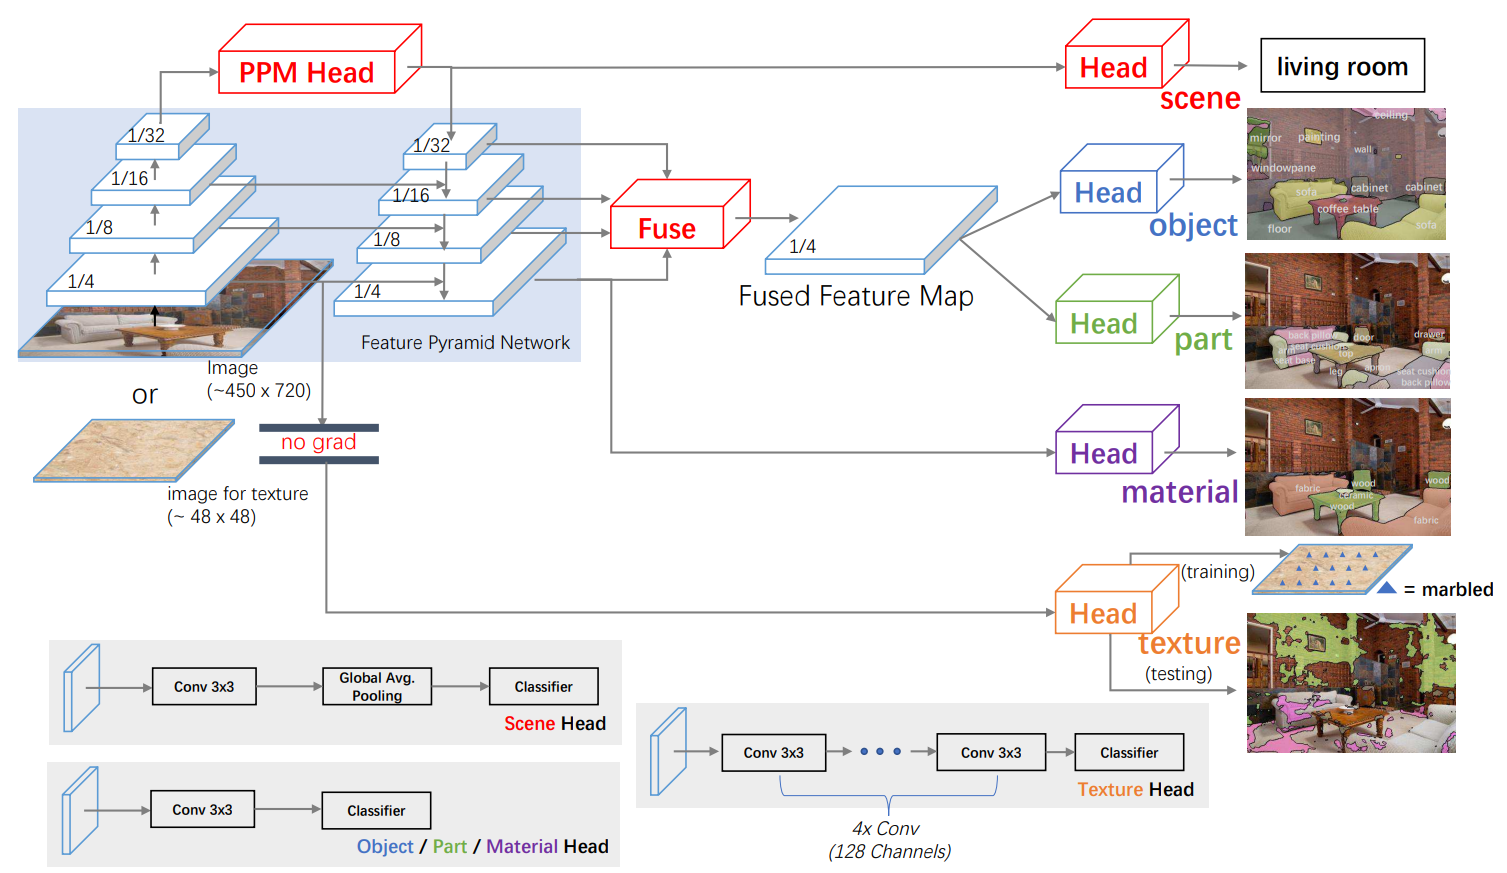 PPM Head
Head
scene
living room
1/32
1/16
1/8
1/4
1/32
1/16
1/8
1/4
Feature Pyramid Network
Fuse
1/4
Fused Feature Map
Head
object
ceiling
mirror
painting
wall
windowpane
sofa
cabinet
cabinet
coffee table
floor
sofa
Head
part
back pillow
door
drawer
seat cushion
top
arm
seat base
apron
leg
seat cushion
back pillow
Image
(~450 x 720)
or
no grad
image for texture
(~ 48 x 48)
Head
material
fabric
wood
wood
ceramic
wood
fabric
Head
texture
(training)
= marbled
(testing)
Conv 3x3
Global Avg.
Pooling
Classifier
Scene Head
Conv 3x3
Classifier
Object / Part / Material Head
Conv 3x3
Conv 3x3
Classifier
Texture Head
4x Conv
(128 Channels)